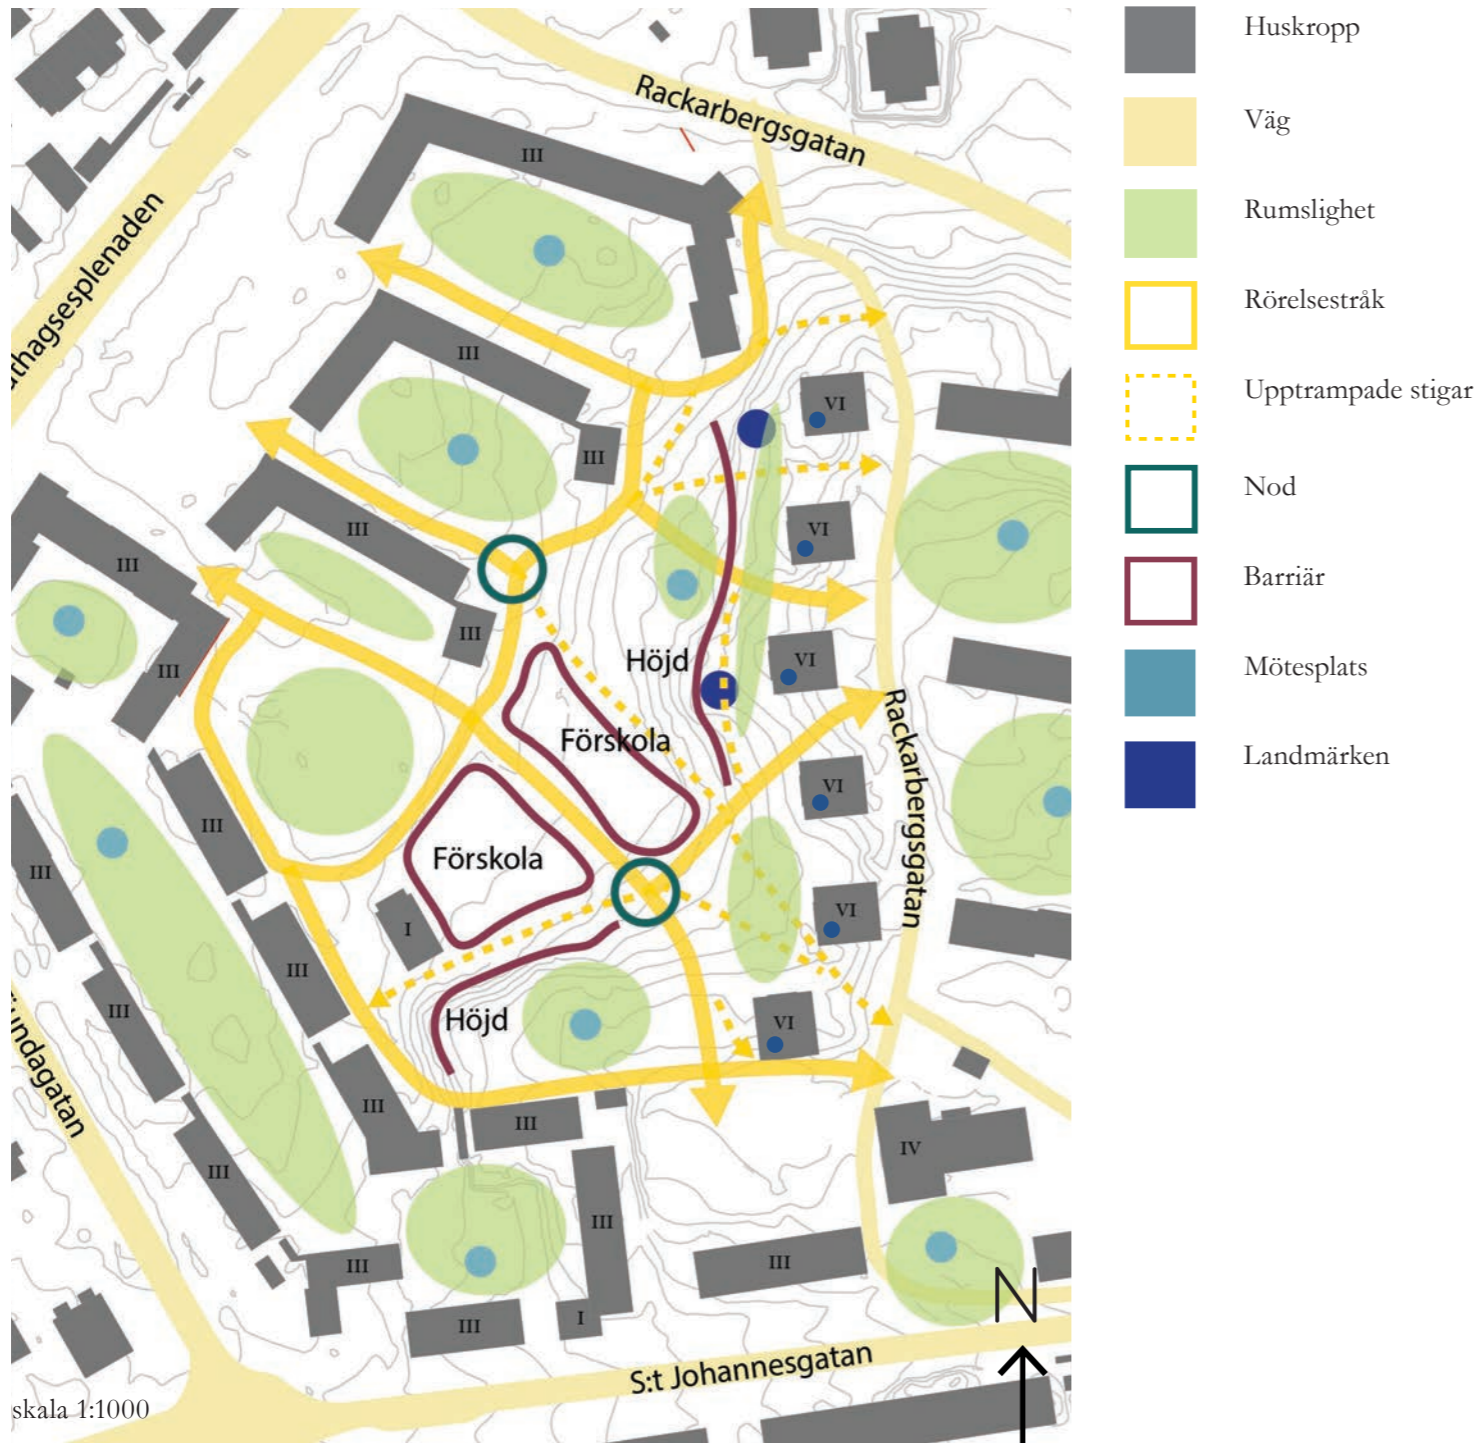 Rackarbergsgatan
III
thagsesplenaden
III
VI
III
III
VI
III
III
VI
Höjd
III
Rackarbergsgatan
Förskola
VI
III
Förskola
III
VI
I
III
Höjd
VI
III
undagatan
III
III
IV
III
III
III
III
I
III
N
S:t Johannesgatan
skala 1:1000
Huskropp
Väg
Rumslighet
Rörelsestråk
Upptrampade stigar
Nod
Barriär
Mötesplats
Landmärken